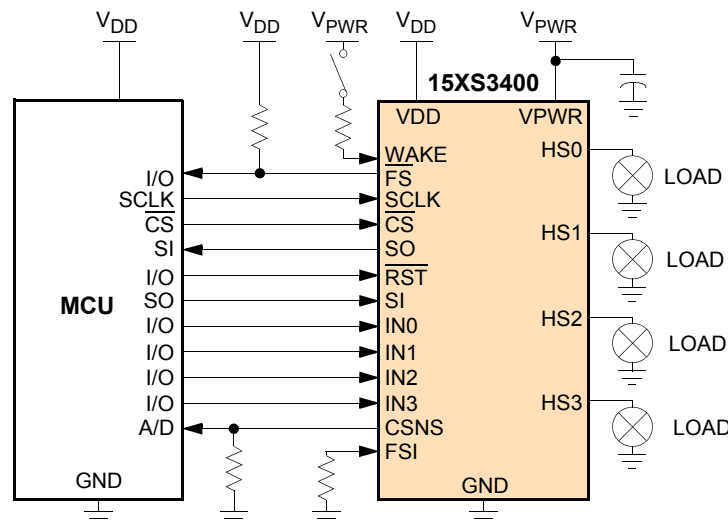 VDD VDD VPWR VDD VPWR
15XS3400
VDD VPWR
WAKE HS0 LOAD
I/O FS
SCLK SCLK
CS CS HS1
SI SO LOAD
I/O RST
MCU SO SI
I/O IN0 HS2
I/O IN1 LOAD
I/O IN2
I/O IN3 HS3
A/D CSNS LOAD
FSI
GND GND